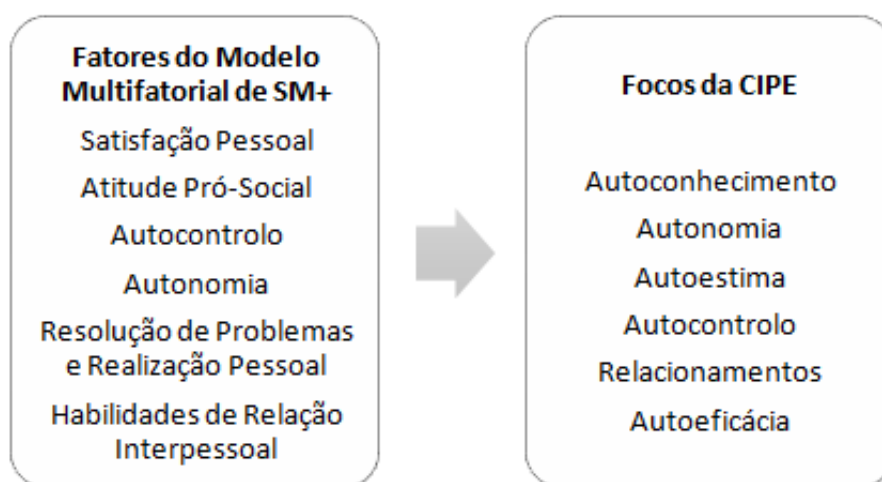 Fatores do Modelo
Multifatorial de SM+
Satisfação Pessoal
Atitude Pró-Social
Autocontrolo
Autonomia
Resolução de Problemas
e Realização Pessoal
Habilidades de Relação
Interpessoal
Focos da CIPE
Autoconhecimento
Autonomia
Autoestima
Autocontrolo
Relacionamentos
Autoeficácia